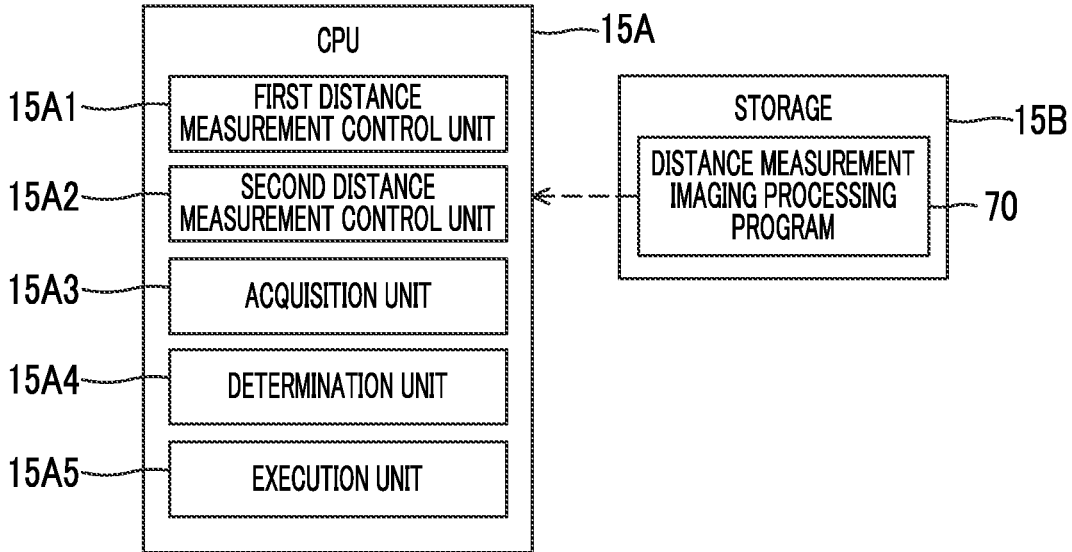 CPU
15A
15A1
FIRST DISTANCE
MEASUREMENT CONTROL UNIT
15A2
SECOND DISTANCE
MEASUREMENT CONTROL UNIT
15A3
ACQUISITION UNIT
15A4
DETERMINATION UNIT
15A5
EXECUTION UNIT
STORAGE
15B
DISTANCE MEASUREMENT
IMAGING PROCESSING
PROGRAM
70